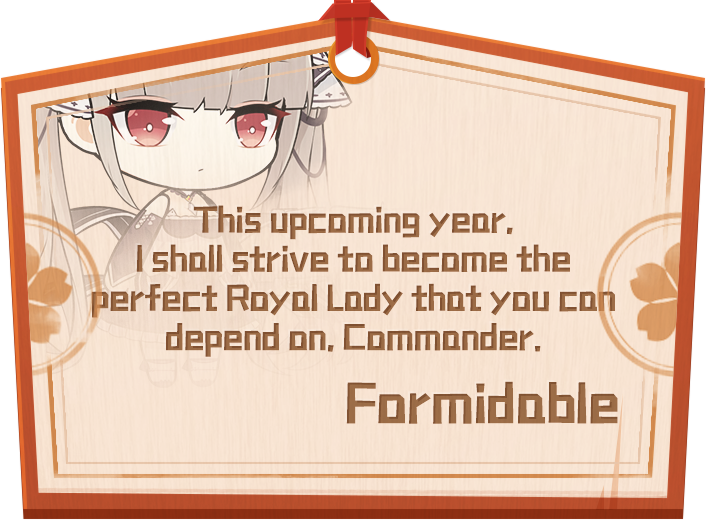 This upcoming year,
I shall strive to become the
perfect Royal Lady that you can
depend on, Commander.
Formidable